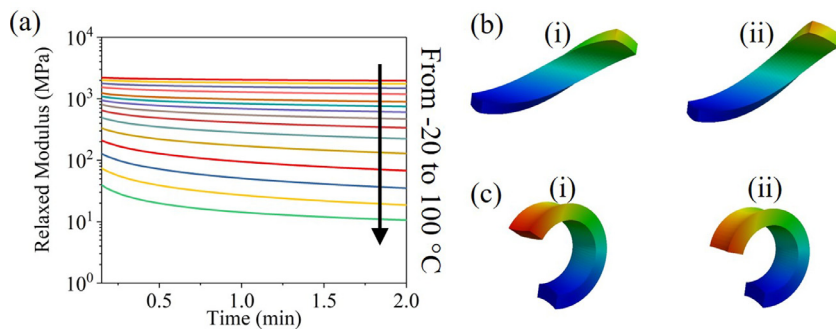 (a)
Relaxed Modulus (MPa)
10⁴
10³
10²
10¹
10⁰
0.5
1.0
1.5
2.0
Time (min)
From -20 to 100 °C
(b)
(i)
(ii)
(c)
(i)
(ii)